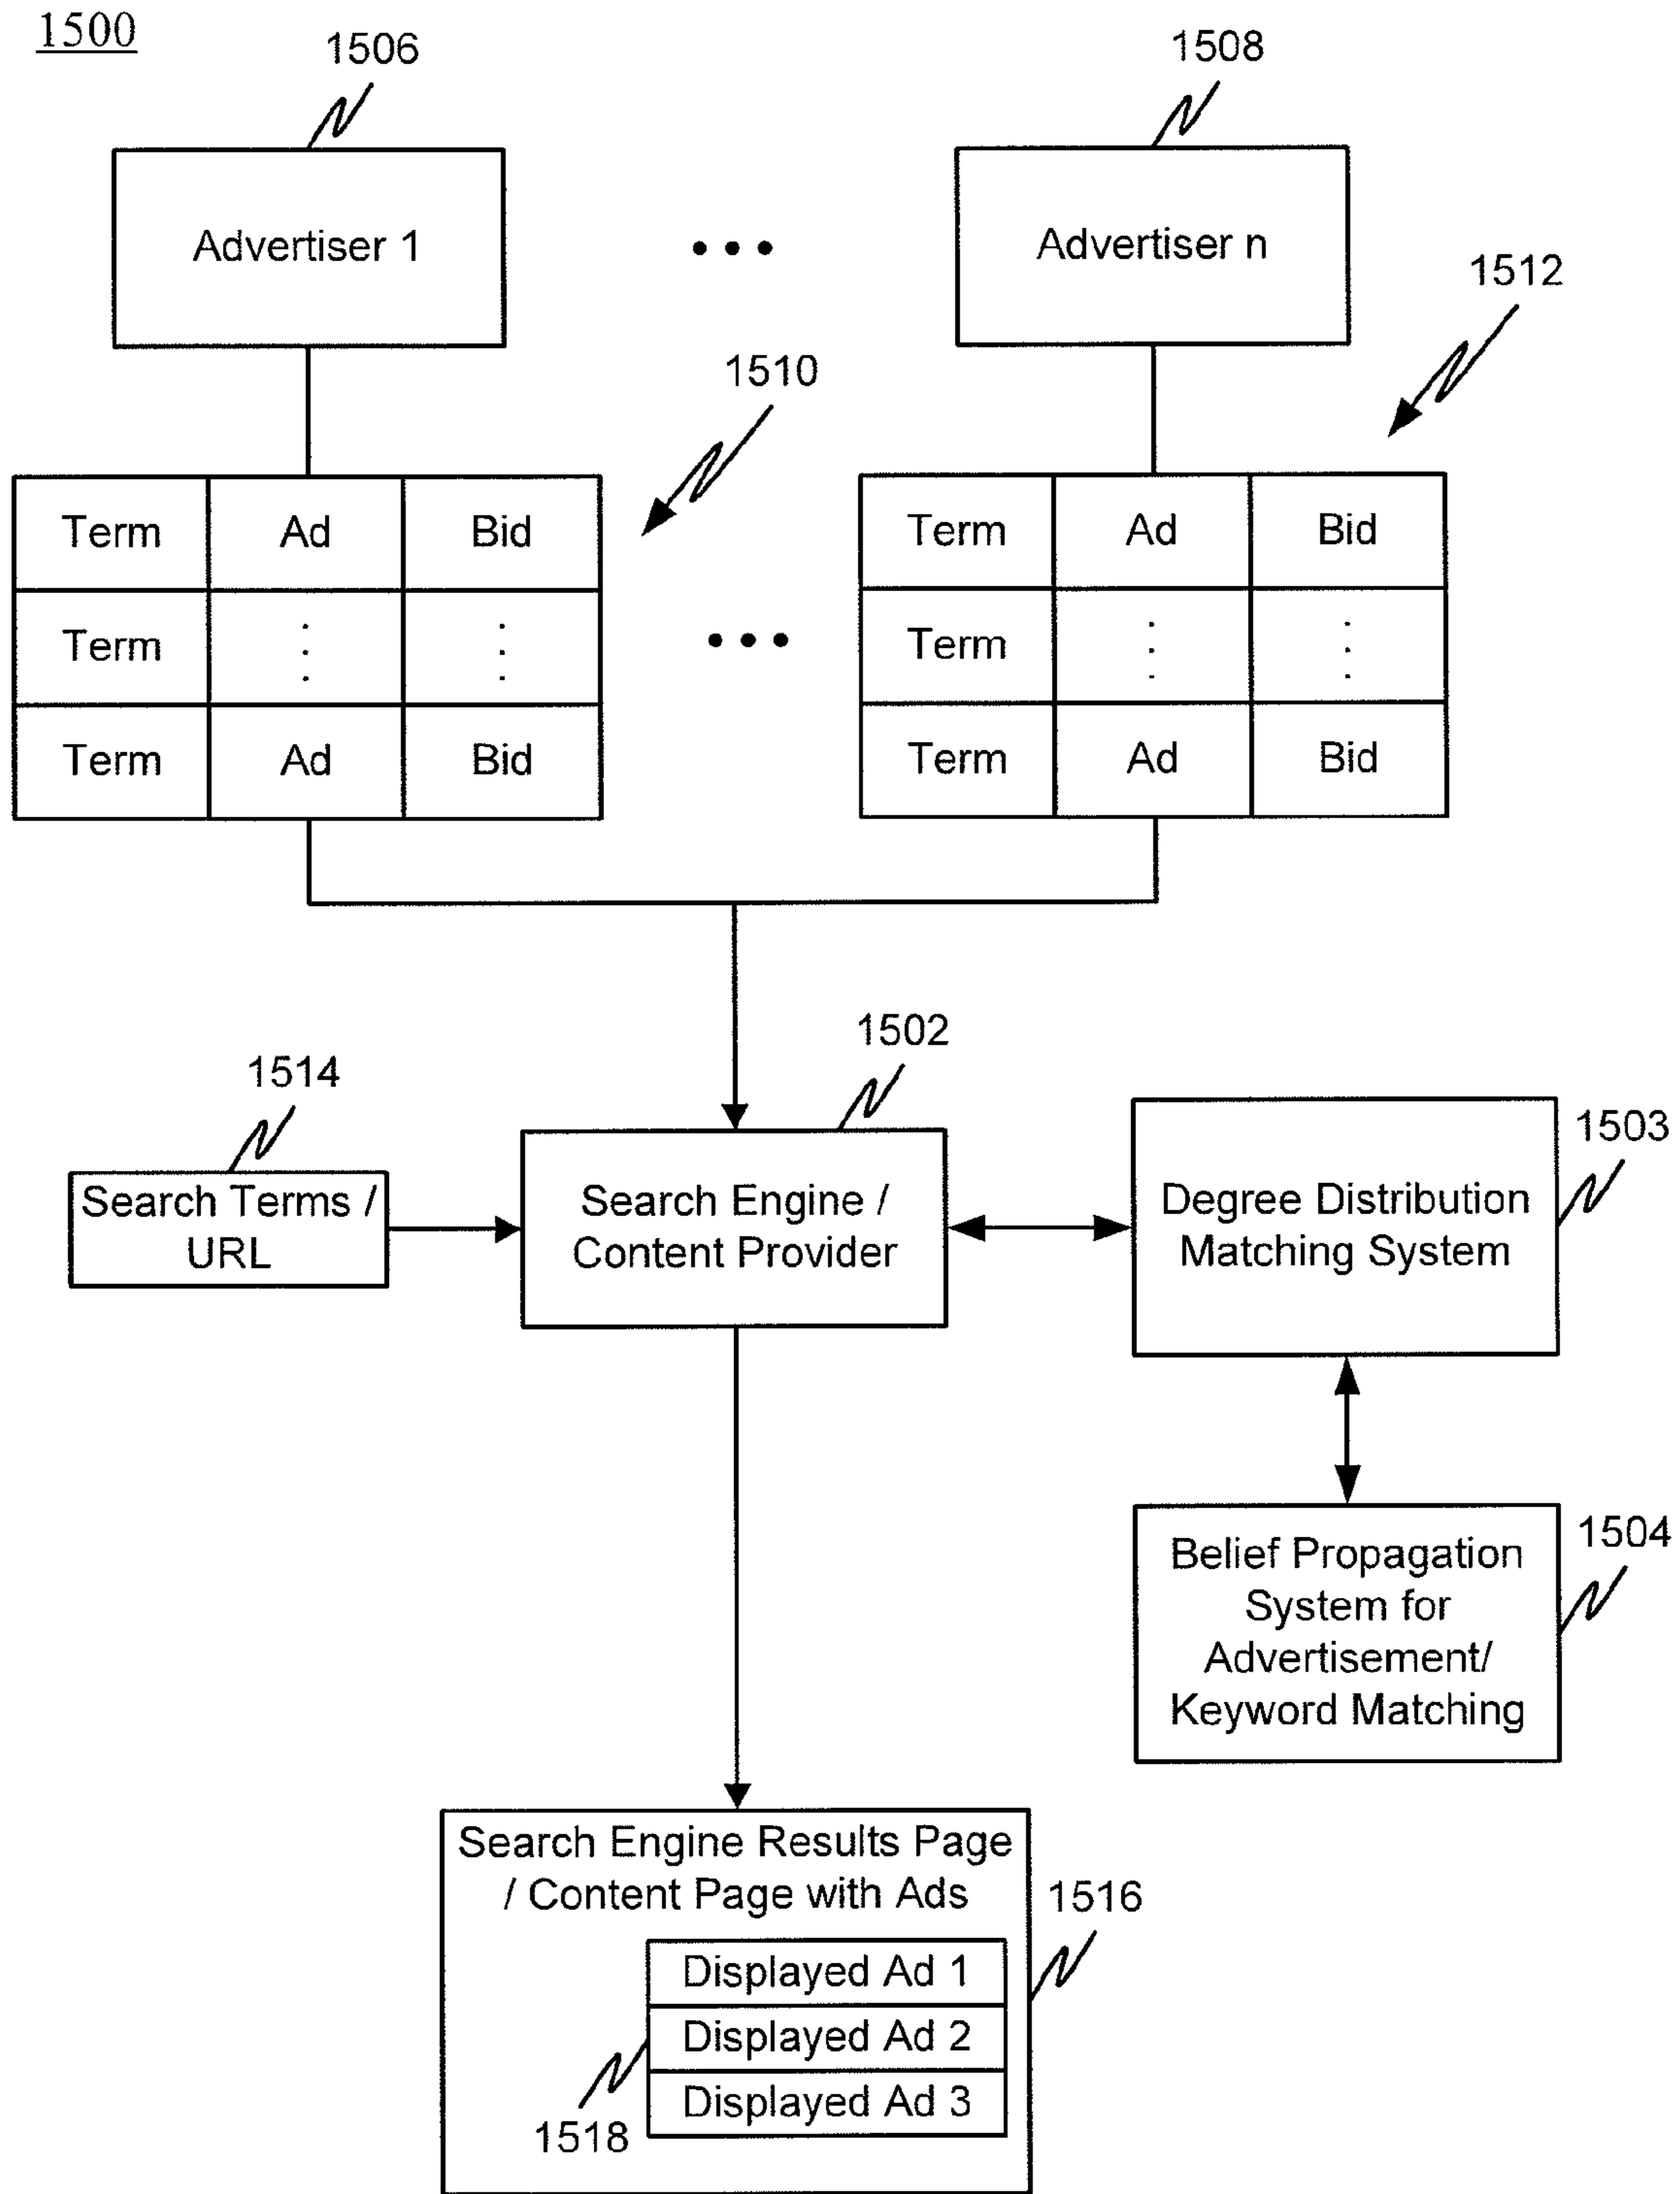 1500
1506
1508
Advertiser 1
• • •
Advertiser n
1510
1512
Term Ad Bid
Term
Term Ad Bid
• • •
Term Ad Bid
Term
Term Ad Bid
1502
1514
1503
Search Terms /
URL
Search Engine /
Content Provider
Degree Distribution
Matching System
1504
Belief Propagation
System for
Advertisement/
Keyword Matching
Search Engine Results Page
/ Content Page with Ads
1516
Displayed Ad 1
Displayed Ad 2
Displayed Ad 3
1518